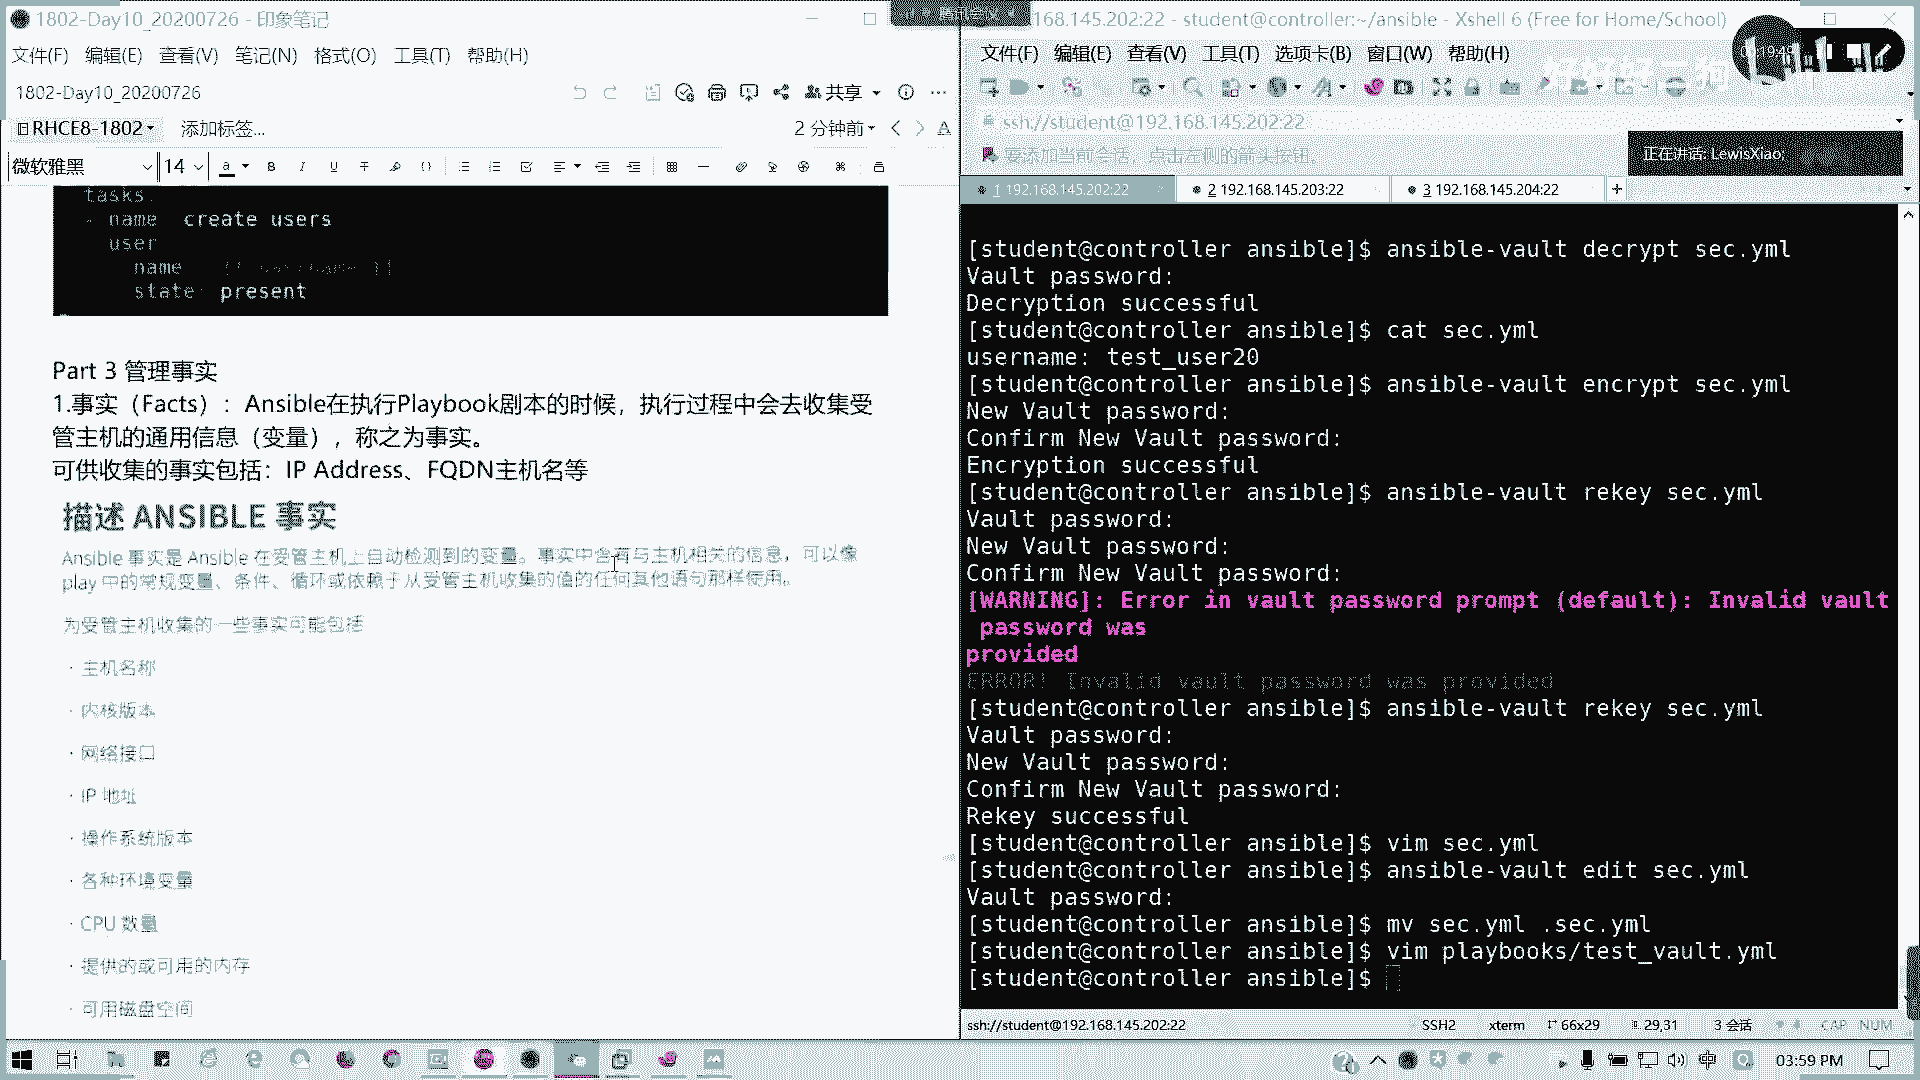 1802-Day10_20200726 - 印象笔记
文件(F) 编辑(E) 查看(V) 笔记(N) 格式(O) 工具(T) 帮助(H)
1802-Day10_20200726
共享
RHCE8-1802
添加标签...
2 分钟前
微软雅黑
14
tasks:
- name create users
user
name
state: present
Part 3 管理事实
1.事实（Facts）：Ansible在执行Playbook剧本的时候，执行过程中会去收集受
管主机的通用信息（变量），称之为事实。
可供收集的事实包括：IP Address、FQDN主机名等
描述 ANSIBLE 事实
Ansible 事实是 Ansible 在受管主机上自动检测到的变量。事实中含有与主机相关的信息，可以像
play 中的常规变量、条件、循环或依赖于从受管主机收集的值的任何其他语句那样使用。
为受管主机收集的一些事实可能包括
· 主机名称
· 内核版本
· 网络接口
· IP 地址
· 操作系统版本
· 各种环境变量
· CPU 数量
· 提供的或可用的内存
· 可用磁盘空间
168.145.202:22 - student@controller:~/ansible - Xshell 6 (Free for Home/School)
文件(F) 编辑(E) 查看(V) 工具(T) 选项卡(B) 窗口(W) 帮助(H)
ssh://student@192.168.145.202:22
要添加当前会话，点击左侧的箭头按钮。
正在讲话: LewisXiao;
1 192.168.145.202:22
2 192.168.145.203:22
3 192.168.145.204:22
[student@controller ansible]$ ansible-vault decrypt sec.yml
Vault password:
Decryption successful
[student@controller ansible]$ cat sec.yml
username: test_user20
[student@controller ansible]$ ansible-vault encrypt sec.yml
New Vault password:
Confirm New Vault password:
Encryption successful
[student@controller ansible]$ ansible-vault rekey sec.yml
Vault password:
New Vault password:
Confirm New Vault password:
[WARNING]: Error in vault password prompt (default): Invalid vault
password was
provided
ERROR! Invalid vault password was provided
[student@controller ansible]$ ansible-vault rekey sec.yml
Vault password:
New Vault password:
Confirm New Vault password:
Rekey successful
[student@controller ansible]$ vim sec.yml
[student@controller ansible]$ ansible-vault edit sec.yml
Vault password:
[student@controller ansible]$ mv sec.yml .sec.yml
[student@controller ansible]$ vim playbooks/test_vault.yml
[student@controller ansible]$
ssh://student@192.168.145.202:22
SSH2
xterm
66x29
29,31
3 会话
CAP NUM
中
03:59 PM